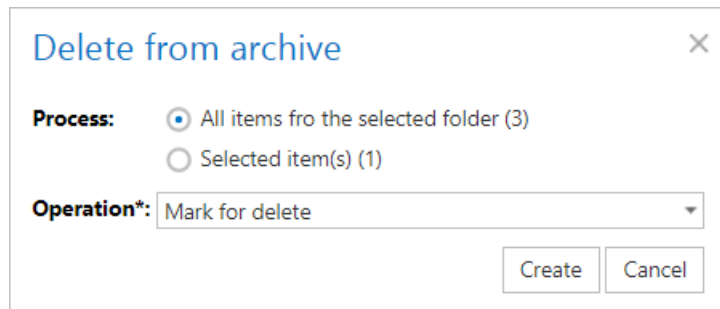 Delete from archive
Process: All items fro the selected folder (3)
Selected item(s) (1)
Operation*: Mark for delete
Create Cancel